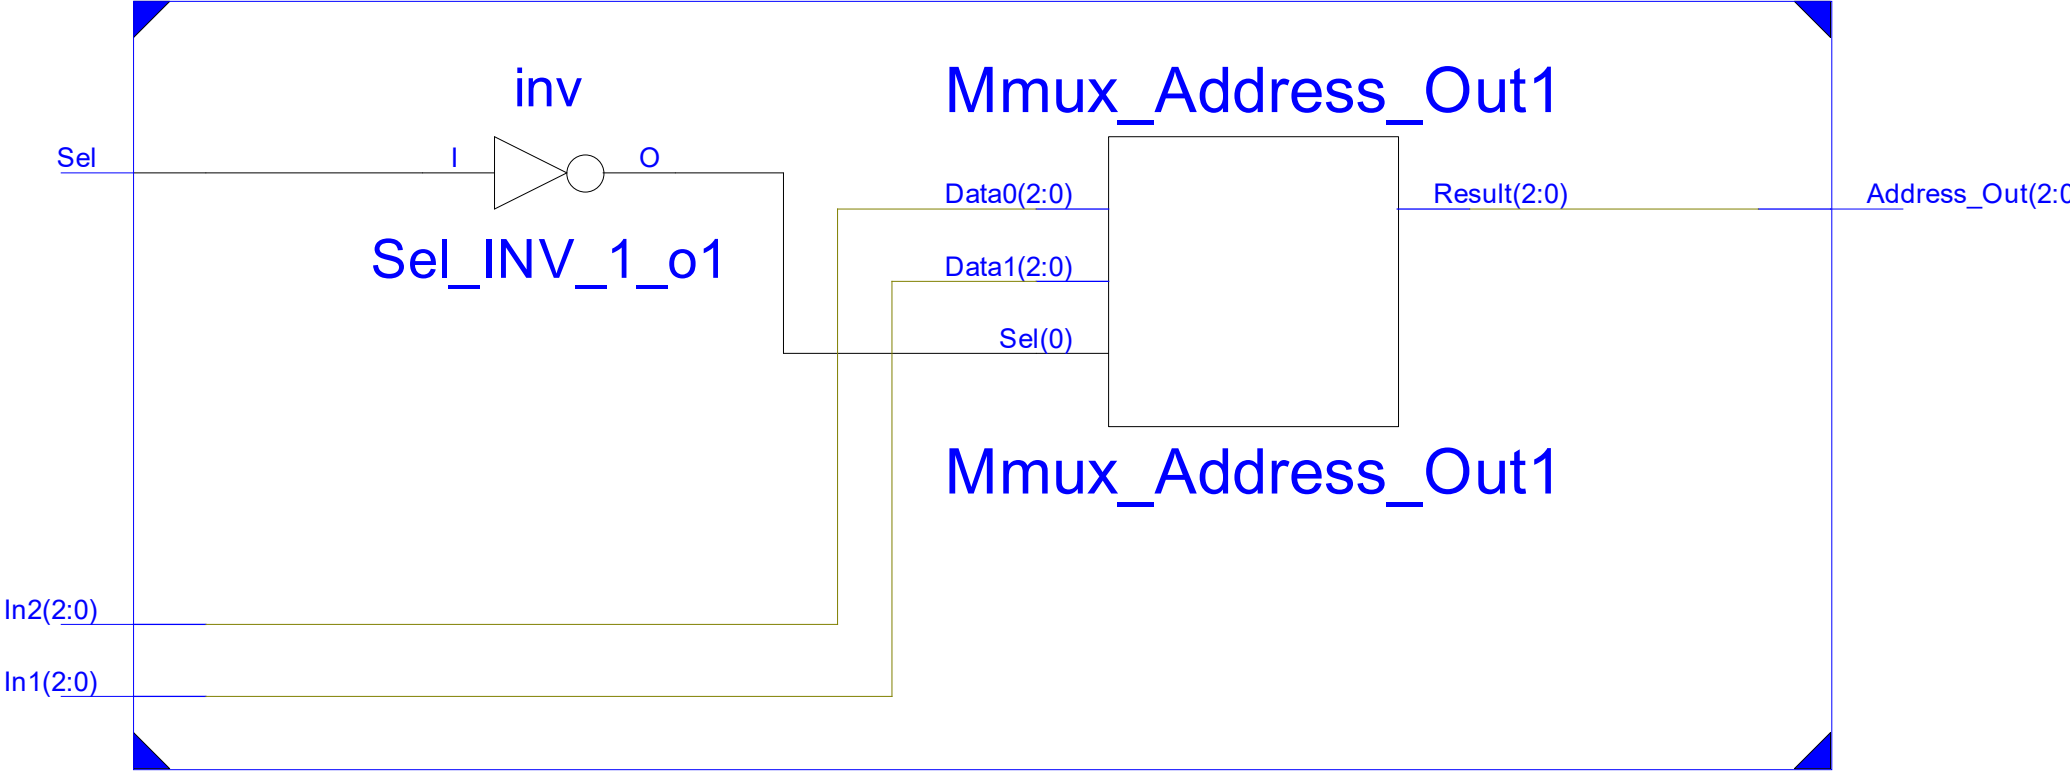 inv
Mmux_Address_Out1
Sel
I
O
Data0(2:0)
Result(2:0)
Address_Out(2:0
Sel_INV_1_o1
Data1(2:0)
Sel(0)
Mmux_Address_Out1
In2(2:0)
In1(2:0)